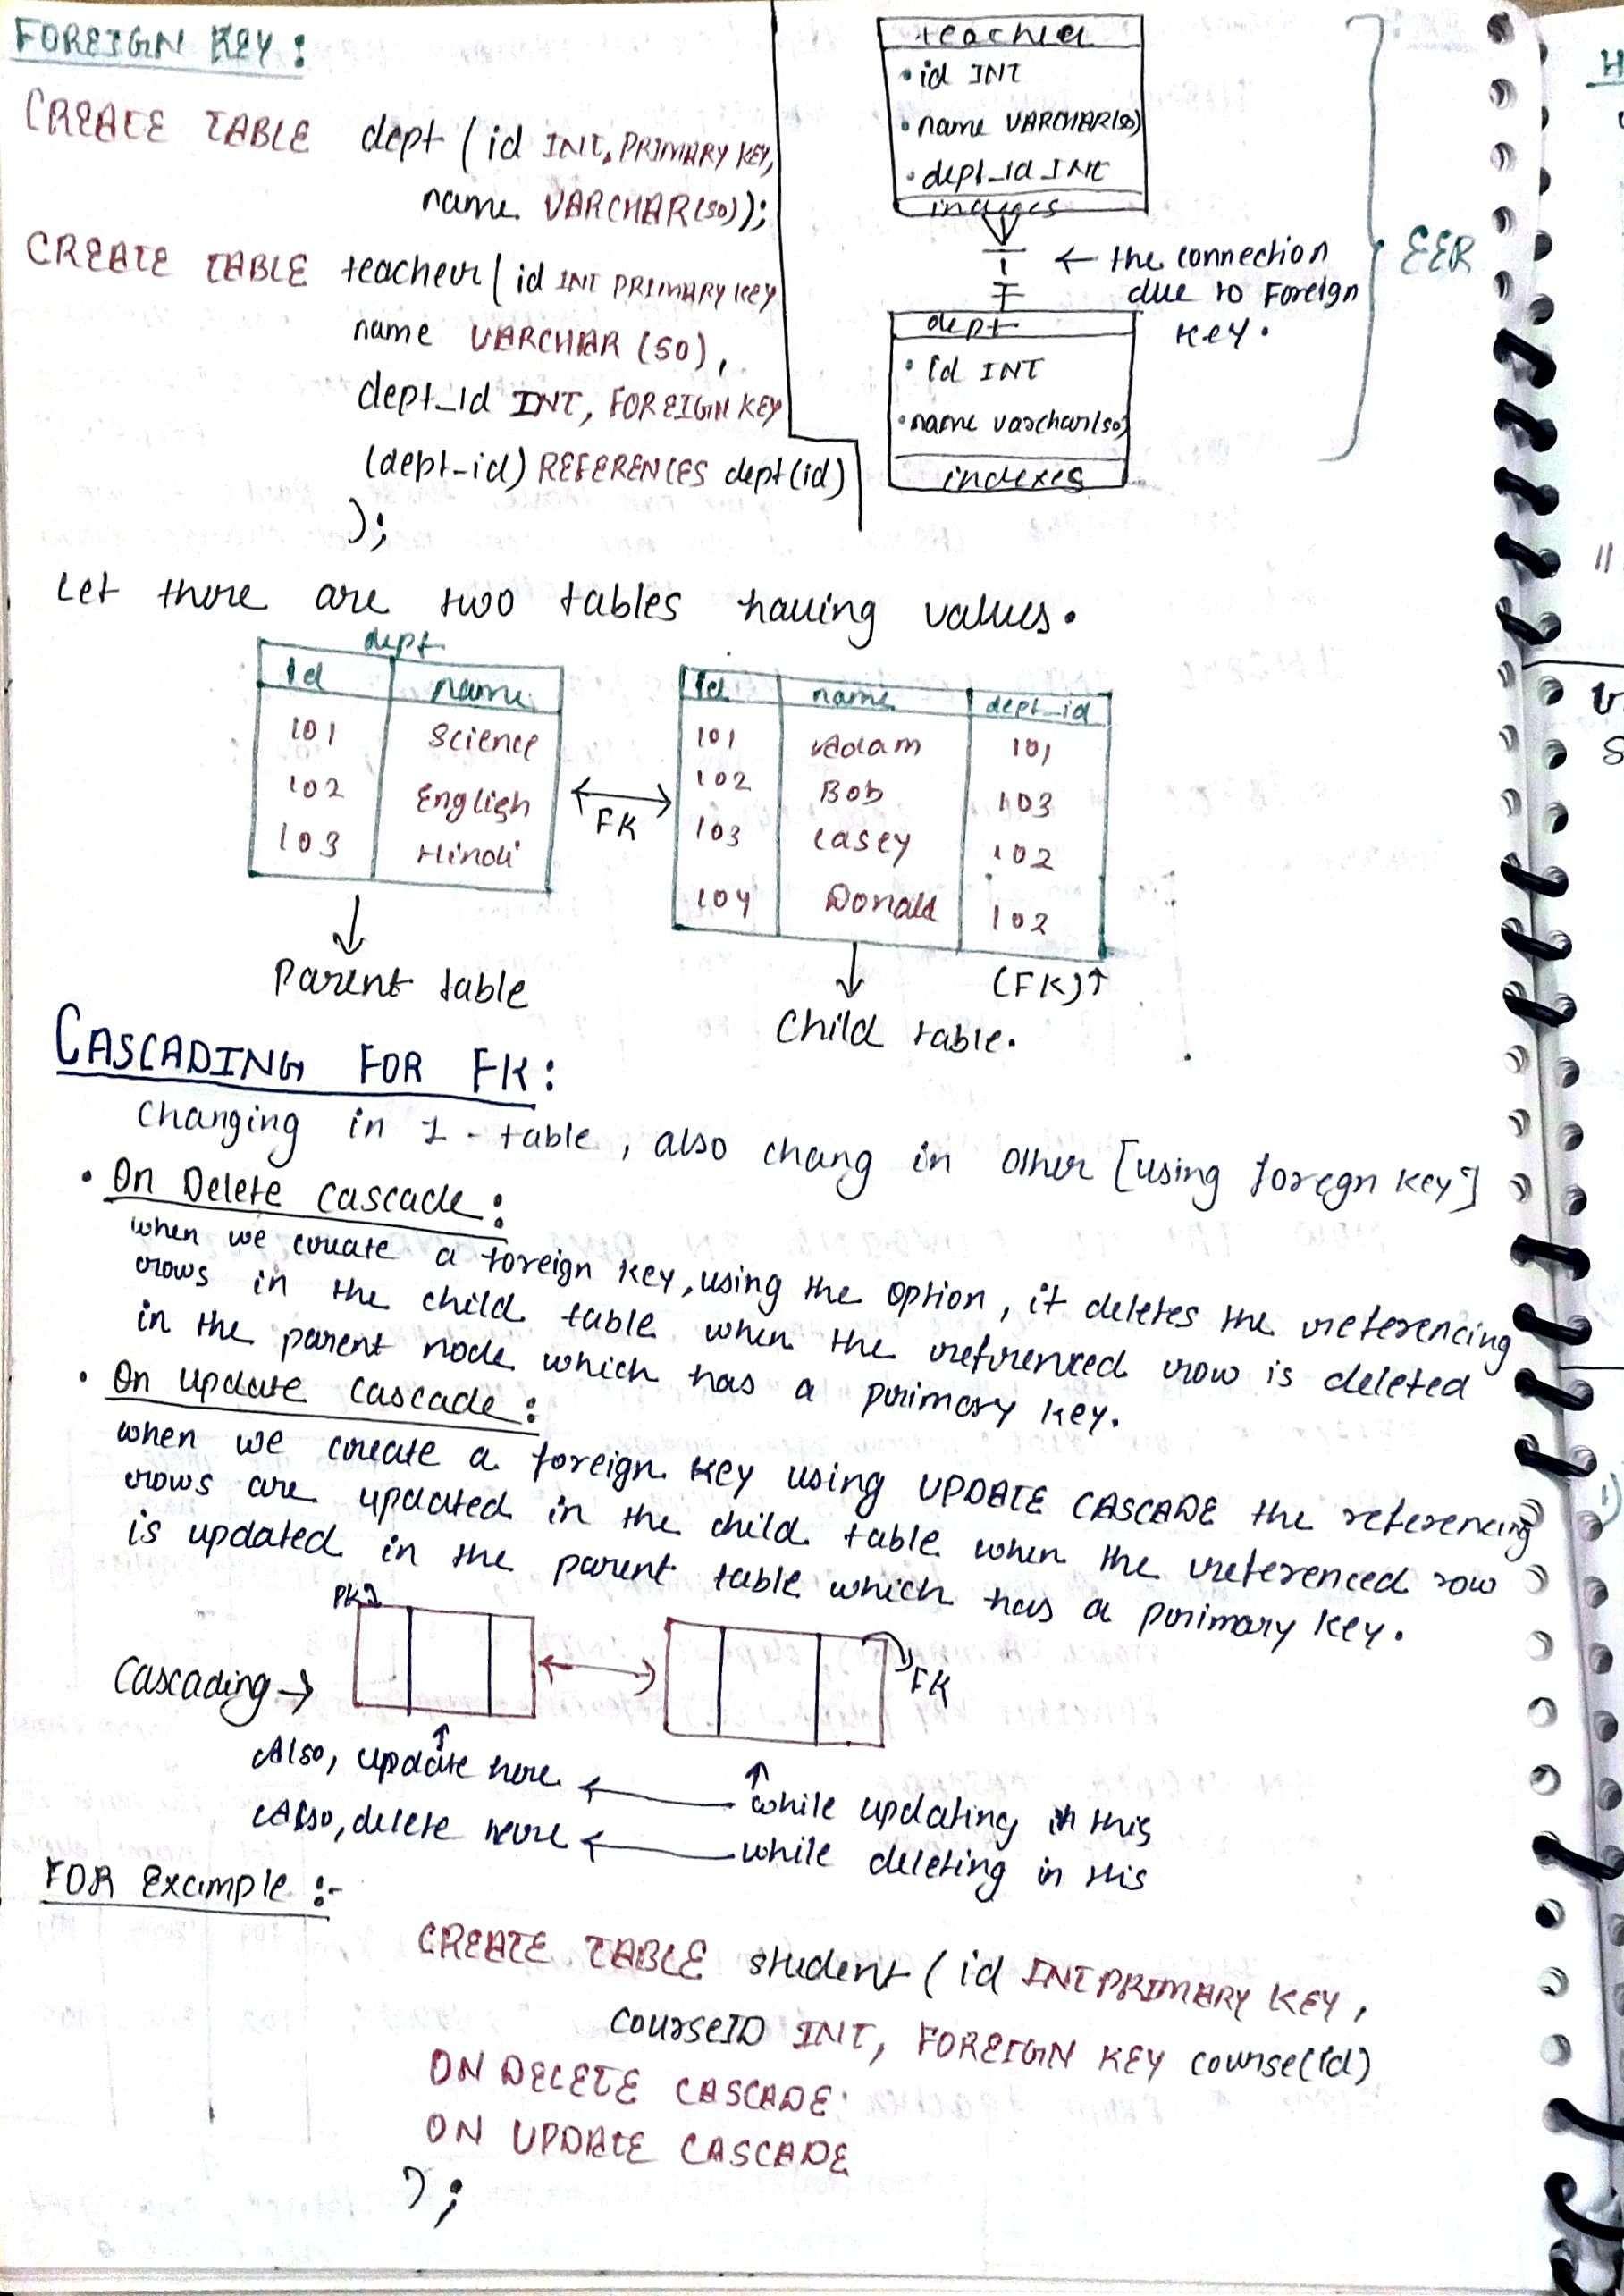 FOREIGN KEY :
CREATE TABLE dept ( id INT, PRIMARY KEY,
name VARCHAR(50));
CREATE TABLE teacher ( id INT PRIMARY KEY
name VARCHAR (50),
dept_id INT, FOREIGN KEY
(dept_id) REFERENCES dept(id)
);
teacher
• id INT
• name VARCHAR(50)
• dept_id INT
← the connection
due to Foreign
Key.
EER
dept
• id INT
• name varchar(50)
indexes
Let there are two tables having values.
dept
id name
101 Science
102 English
103 Hindi
FK
id name dept_id
101 Adam 101
102 Bob 103
103 Casey 102
104 Donald 102
(FK)↑
Parent table
Child table.
CASCADING FOR FK :
Changing in 1 - table, also chang in other [using foregn key]
• On Delete Cascade :
when we create a foreign key, using the option, it deletes the referencing
rows in the child table when the referenced row is deleted
in the parent node which has a primary key.
• On Update Cascade :
when we create a foreign key using UPDATE CASCADE the referencing
rows are updated in the child table when the referenced row
is updated in the parent table which has a primary key.
PK
FK
Cascading →
Also, update here ← while updating in this
Also, delete here ← while deleting in this
FOR Example :-
CREATE TABLE student ( id INT PRIMARY KEY,
courseID INT, FOREIGN KEY course(id)
ON DELETE CASCADE
ON UPDATE CASCADE
);